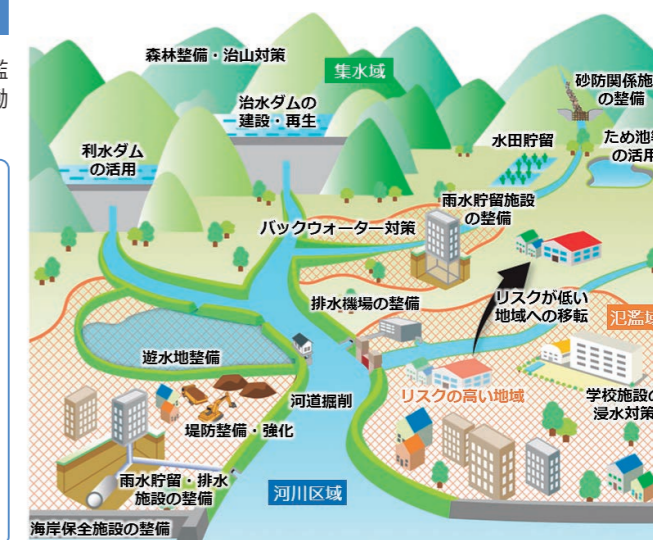 監
働
森林整備・治山対策
集水域
治水ダムの
建設・再生
利水ダム
の活用
砂防関係施
の整備
水田貯留
ため池等
の活用
雨水貯留施設
の整備
バックウォーター対策
排水機場の整備
リスクが低い
地域への移転
氾濫域
遊水地整備
河道掘削
リスクの高い地域
学校施設の
浸水対策
堤防整備・強化
雨水貯留・排水
施設の整備
河川区域
海岸保全施設の整備